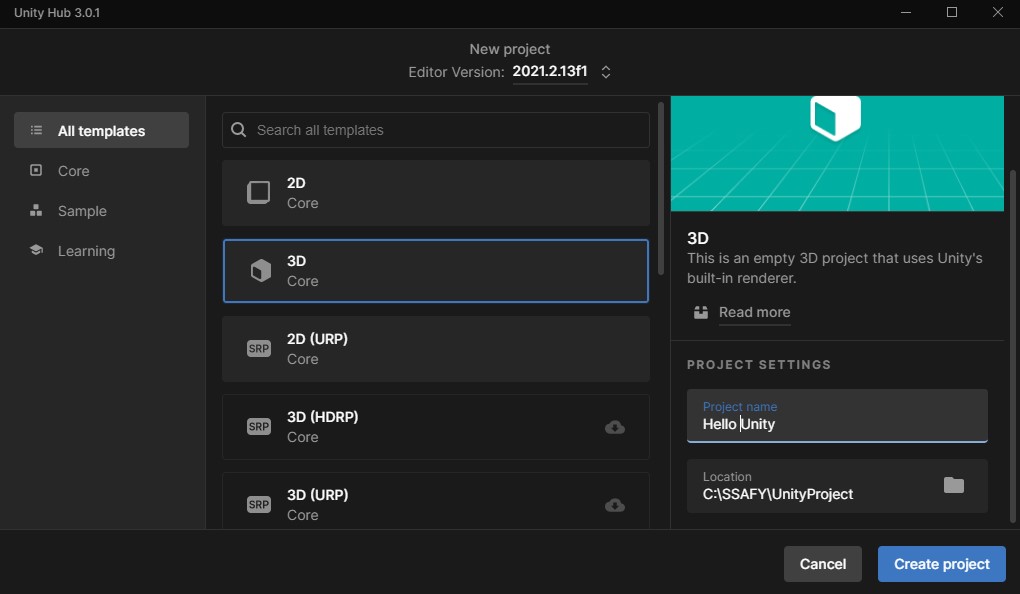 Unity Hub 3.0.1
New project
Editor Version: 2021.2.13f1
All templates
Core
Sample
Learning
Search all templates
2D
Core
3D
Core
SRP
2D (URP)
Core
SRP
3D (HDRP)
Core
SRP
3D (URP)
Core
3D
This is an empty 3D project that uses Unity's
built-in renderer.
Read more
PROJECT SETTINGS
Project name
Hello Unity
Location
C:\SSAFY\UnityProject
Cancel
Create project